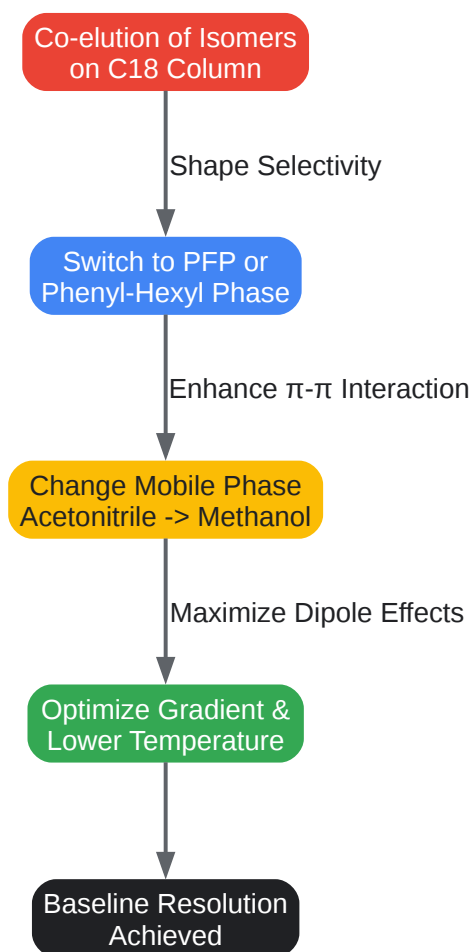 Co-elution of Isomers
on C18 Column
Shape Selectivity
Switch to PFP or
Phenyl-Hexyl Phase
Enhance π-π Interaction
Change Mobile Phase
Acetonitrile -> Methanol
Maximize Dipole Effects
Optimize Gradient &
Lower Temperature
Baseline Resolution
Achieved